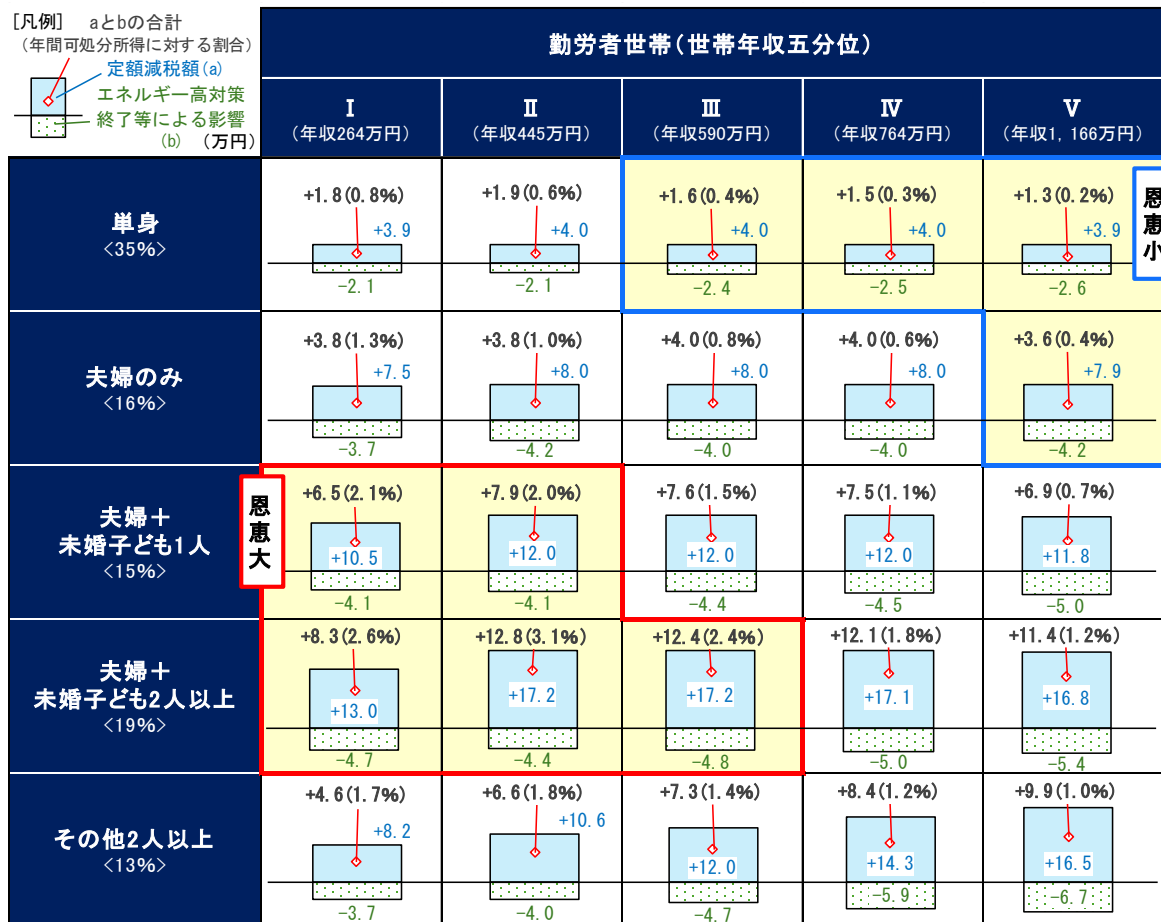 [凡例] aとbの合計
(年間可処分所得に対する割合)
定額減税額(a)
エネルギー高対策
終了等による影響
(b) (万円)
勤労者世帯(世帯年収五分位)
Ⅰ Ⅱ Ⅲ Ⅳ Ⅴ
(年収264万円) (年収445万円) (年収590万円) (年収764万円) (年収1,166万円)
単身
<35%>
+1.8(0.8%) +1.9(0.6%) +1.6(0.4%) +1.5(0.3%) +1.3(0.2%)
+3.9 +4.0 +4.0 +4.0 +3.9
-2.1 -2.1 -2.4 -2.5 -2.6
恩恵小
夫婦のみ
<16%>
+3.8(1.3%) +3.8(1.0%) +4.0(0.8%) +4.0(0.6%) +3.6(0.4%)
+7.5 +8.0 +8.0 +8.0 +7.9
-3.7 -4.2 -4.0 -4.0 -4.2
恩恵大
夫婦+
未婚子ども1人
<15%>
+6.5(2.1%) +7.9(2.0%) +7.6(1.5%) +7.5(1.1%) +6.9(0.7%)
+10.5 +12.0 +12.0 +12.0 +11.8
-4.1 -4.1 -4.4 -4.5 -5.0
夫婦+
未婚子ども2人以上
<19%>
+8.3(2.6%) +12.8(3.1%) +12.4(2.4%) +12.1(1.8%) +11.4(1.2%)
+13.0 +17.2 +17.2 +17.1 +16.8
-4.7 -4.4 -4.8 -5.0 -5.4
その他2人以上
<13%>
+4.6(1.7%) +6.6(1.8%) +7.3(1.4%) +8.4(1.2%) +9.9(1.0%)
+8.2 +10.6 +12.0 +14.3 +16.5
-3.7 -4.0 -4.7 -5.9 -6.7